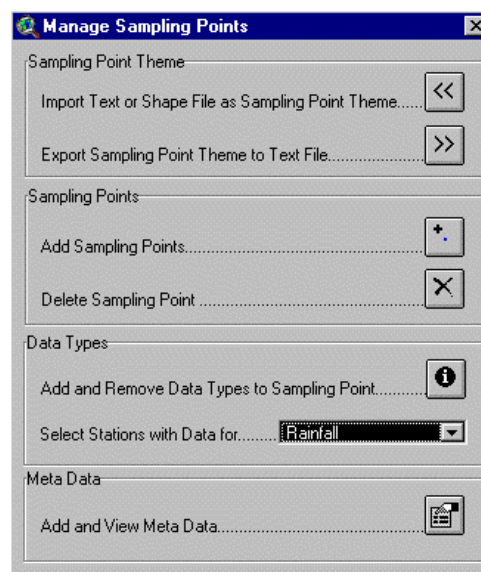 Manage Sampling Points
Sampling Point Theme
Import Text or Shape File as Sampling Point Theme..... <<
Export Sampling Point Theme to Text File..................... >>
Sampling Points
Add Sampling Points....................................................
Delete Sampling Point .................................................
Data Types
Add and Remove Data Types to Sampling Point...........
Select Stations with Data for......... Rainfall
Meta Data
Add and View Meta Data.............................................